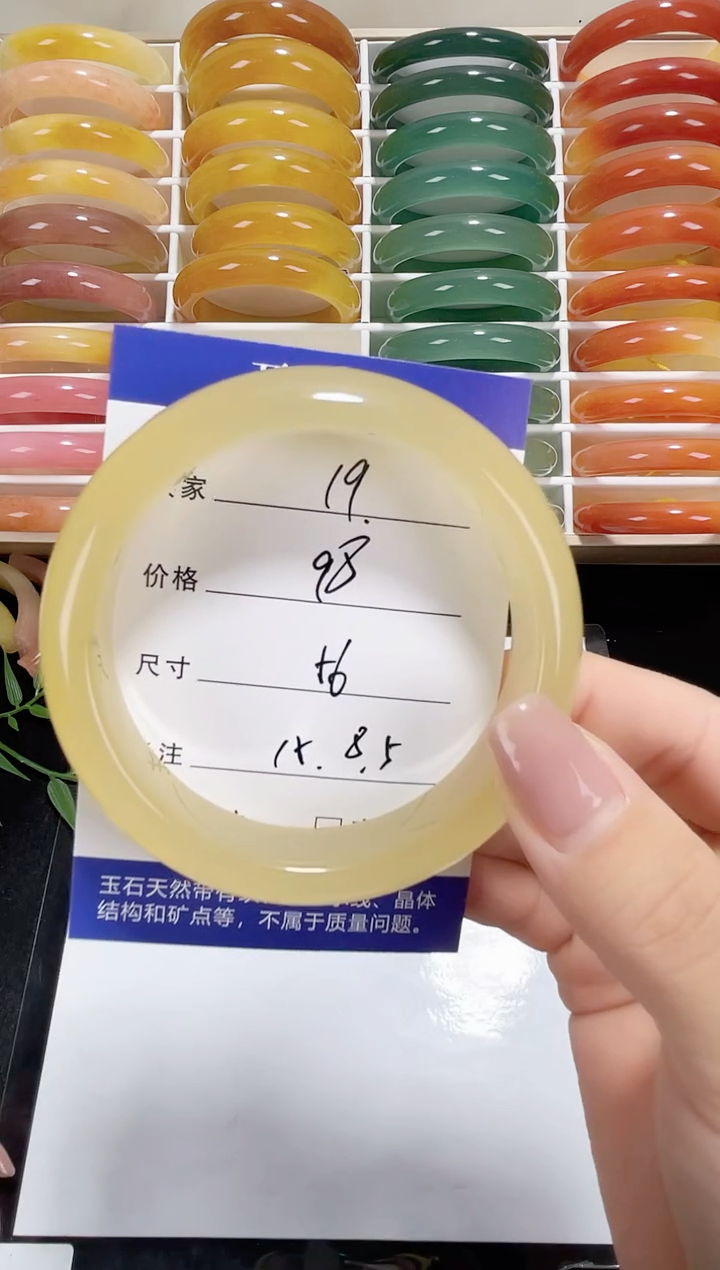 家 19.
价格 98
尺寸 56
注 15. 8.5
玉石天然带有 线、晶体
结构和矿点等，不属于质量问题。